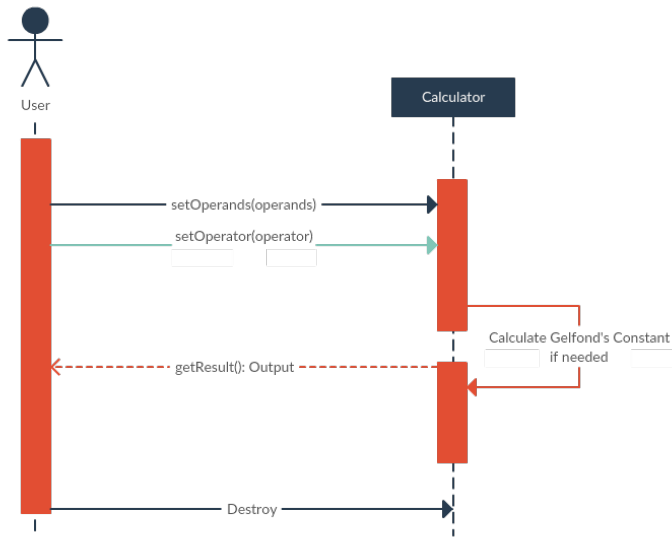 User
Calculator
setOperands(operands)
setOperator(operator)
Calculate Gelfond's Constant
if needed
getResult(): Output
Destroy